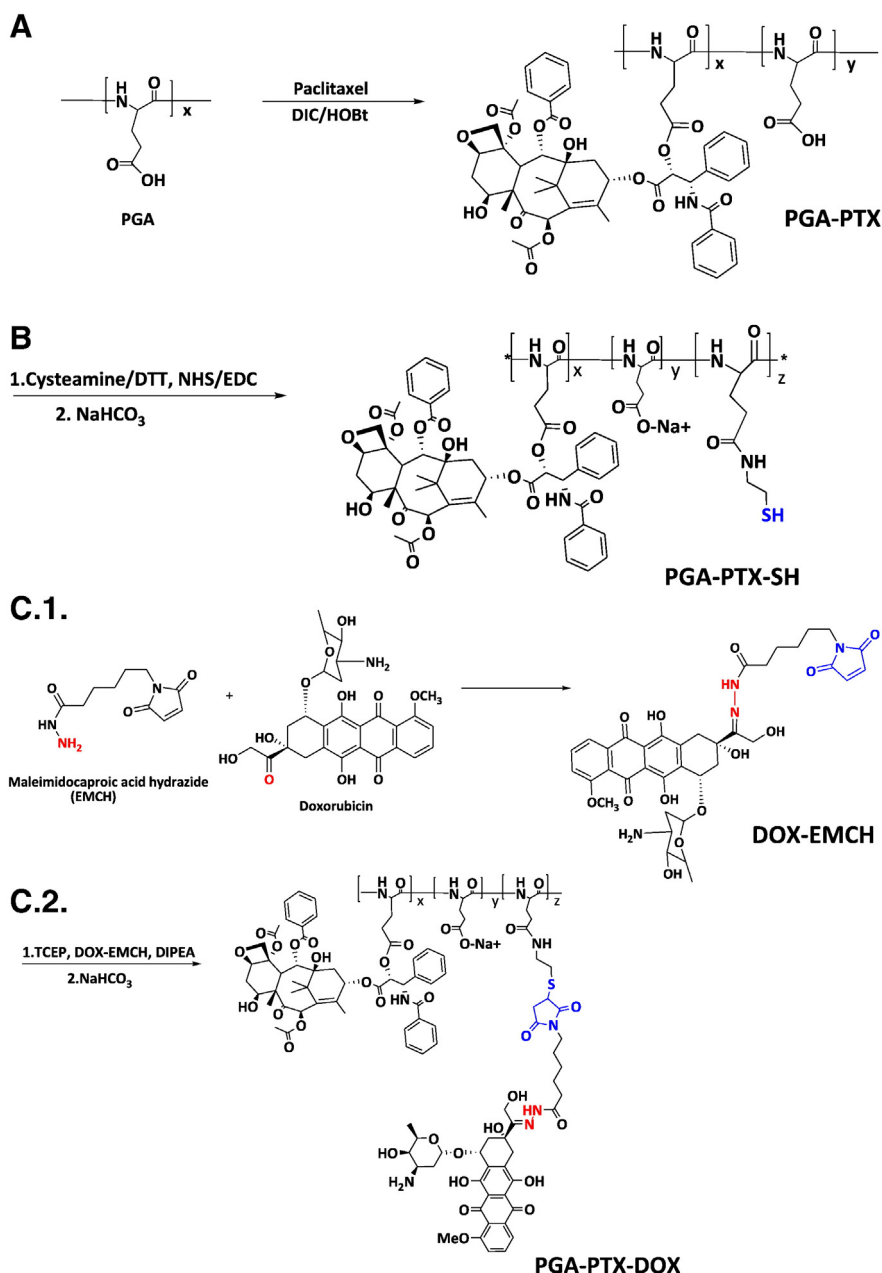 A
PGA
Paclitaxel
DIC/HOBt
PGA-PTX
B
1.Cysteamine/DTT, NHS/EDC
2. NaHCO3
PGA-PTX-SH
C.1.
Maleimidocaproic acid hydrazide
(EMCH)
+
Doxorubicin
DOX-EMCH
C.2.
1.TCEP, DOX-EMCH, DIPEA
2.NaHCO3
PGA-PTX-DOX